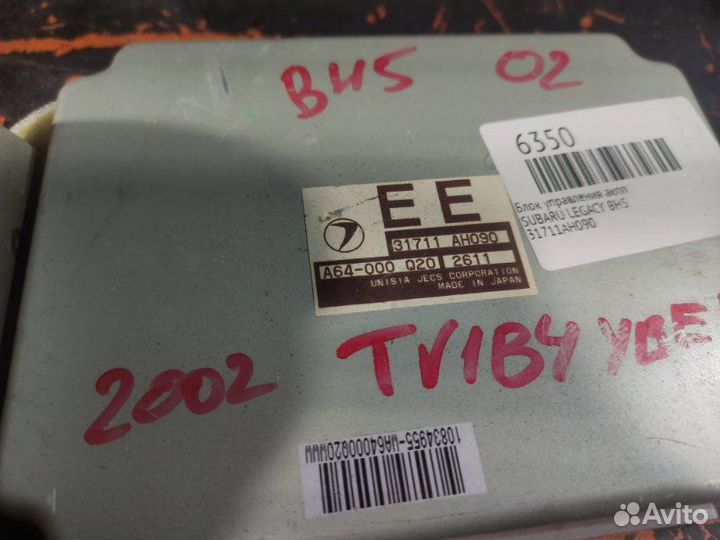 BH5 02
6350
Блок управления акпп
SUBARU LEGACY BH5
31711AH090
EE
31711 AH090
A64-000 Q20 2611
UNISIA JECS CORPORATION
MADE IN JAPAN
2002 TV1B4
10834955-WA64000Q20WWW
Avito